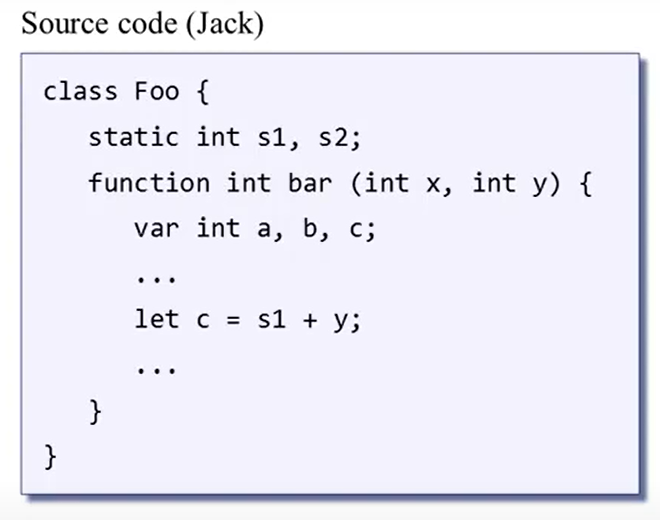 Source code (Jack)
class Foo {
static int s1, s2;
function int bar (int x, int y) {
var int a, b, c;
...
let c = s1 + y;
...
}
}